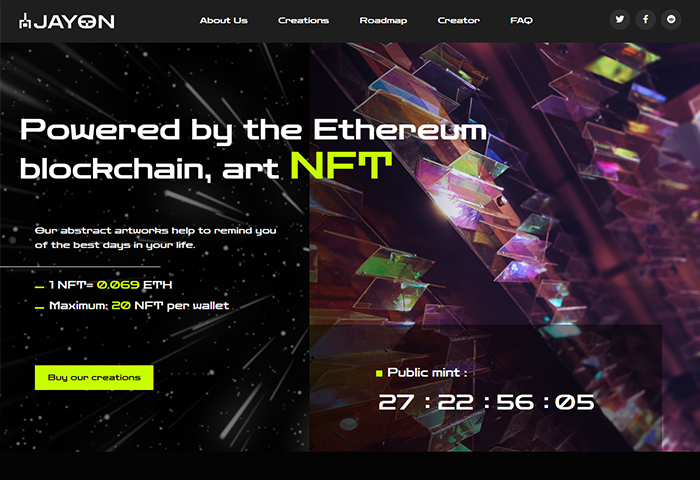 JAYON
About Us
Creations
Roadmap
Creator
FAQ
Powered by the Ethereum
blockchain, art NFT
Our abstract artworks help to remind you
of the best days in your life.
1 NFT= 0.069 ETH
Maximum: 20 NFT per wallet
Buy our creations
Public mint :
27 : 22 : 56 : 05